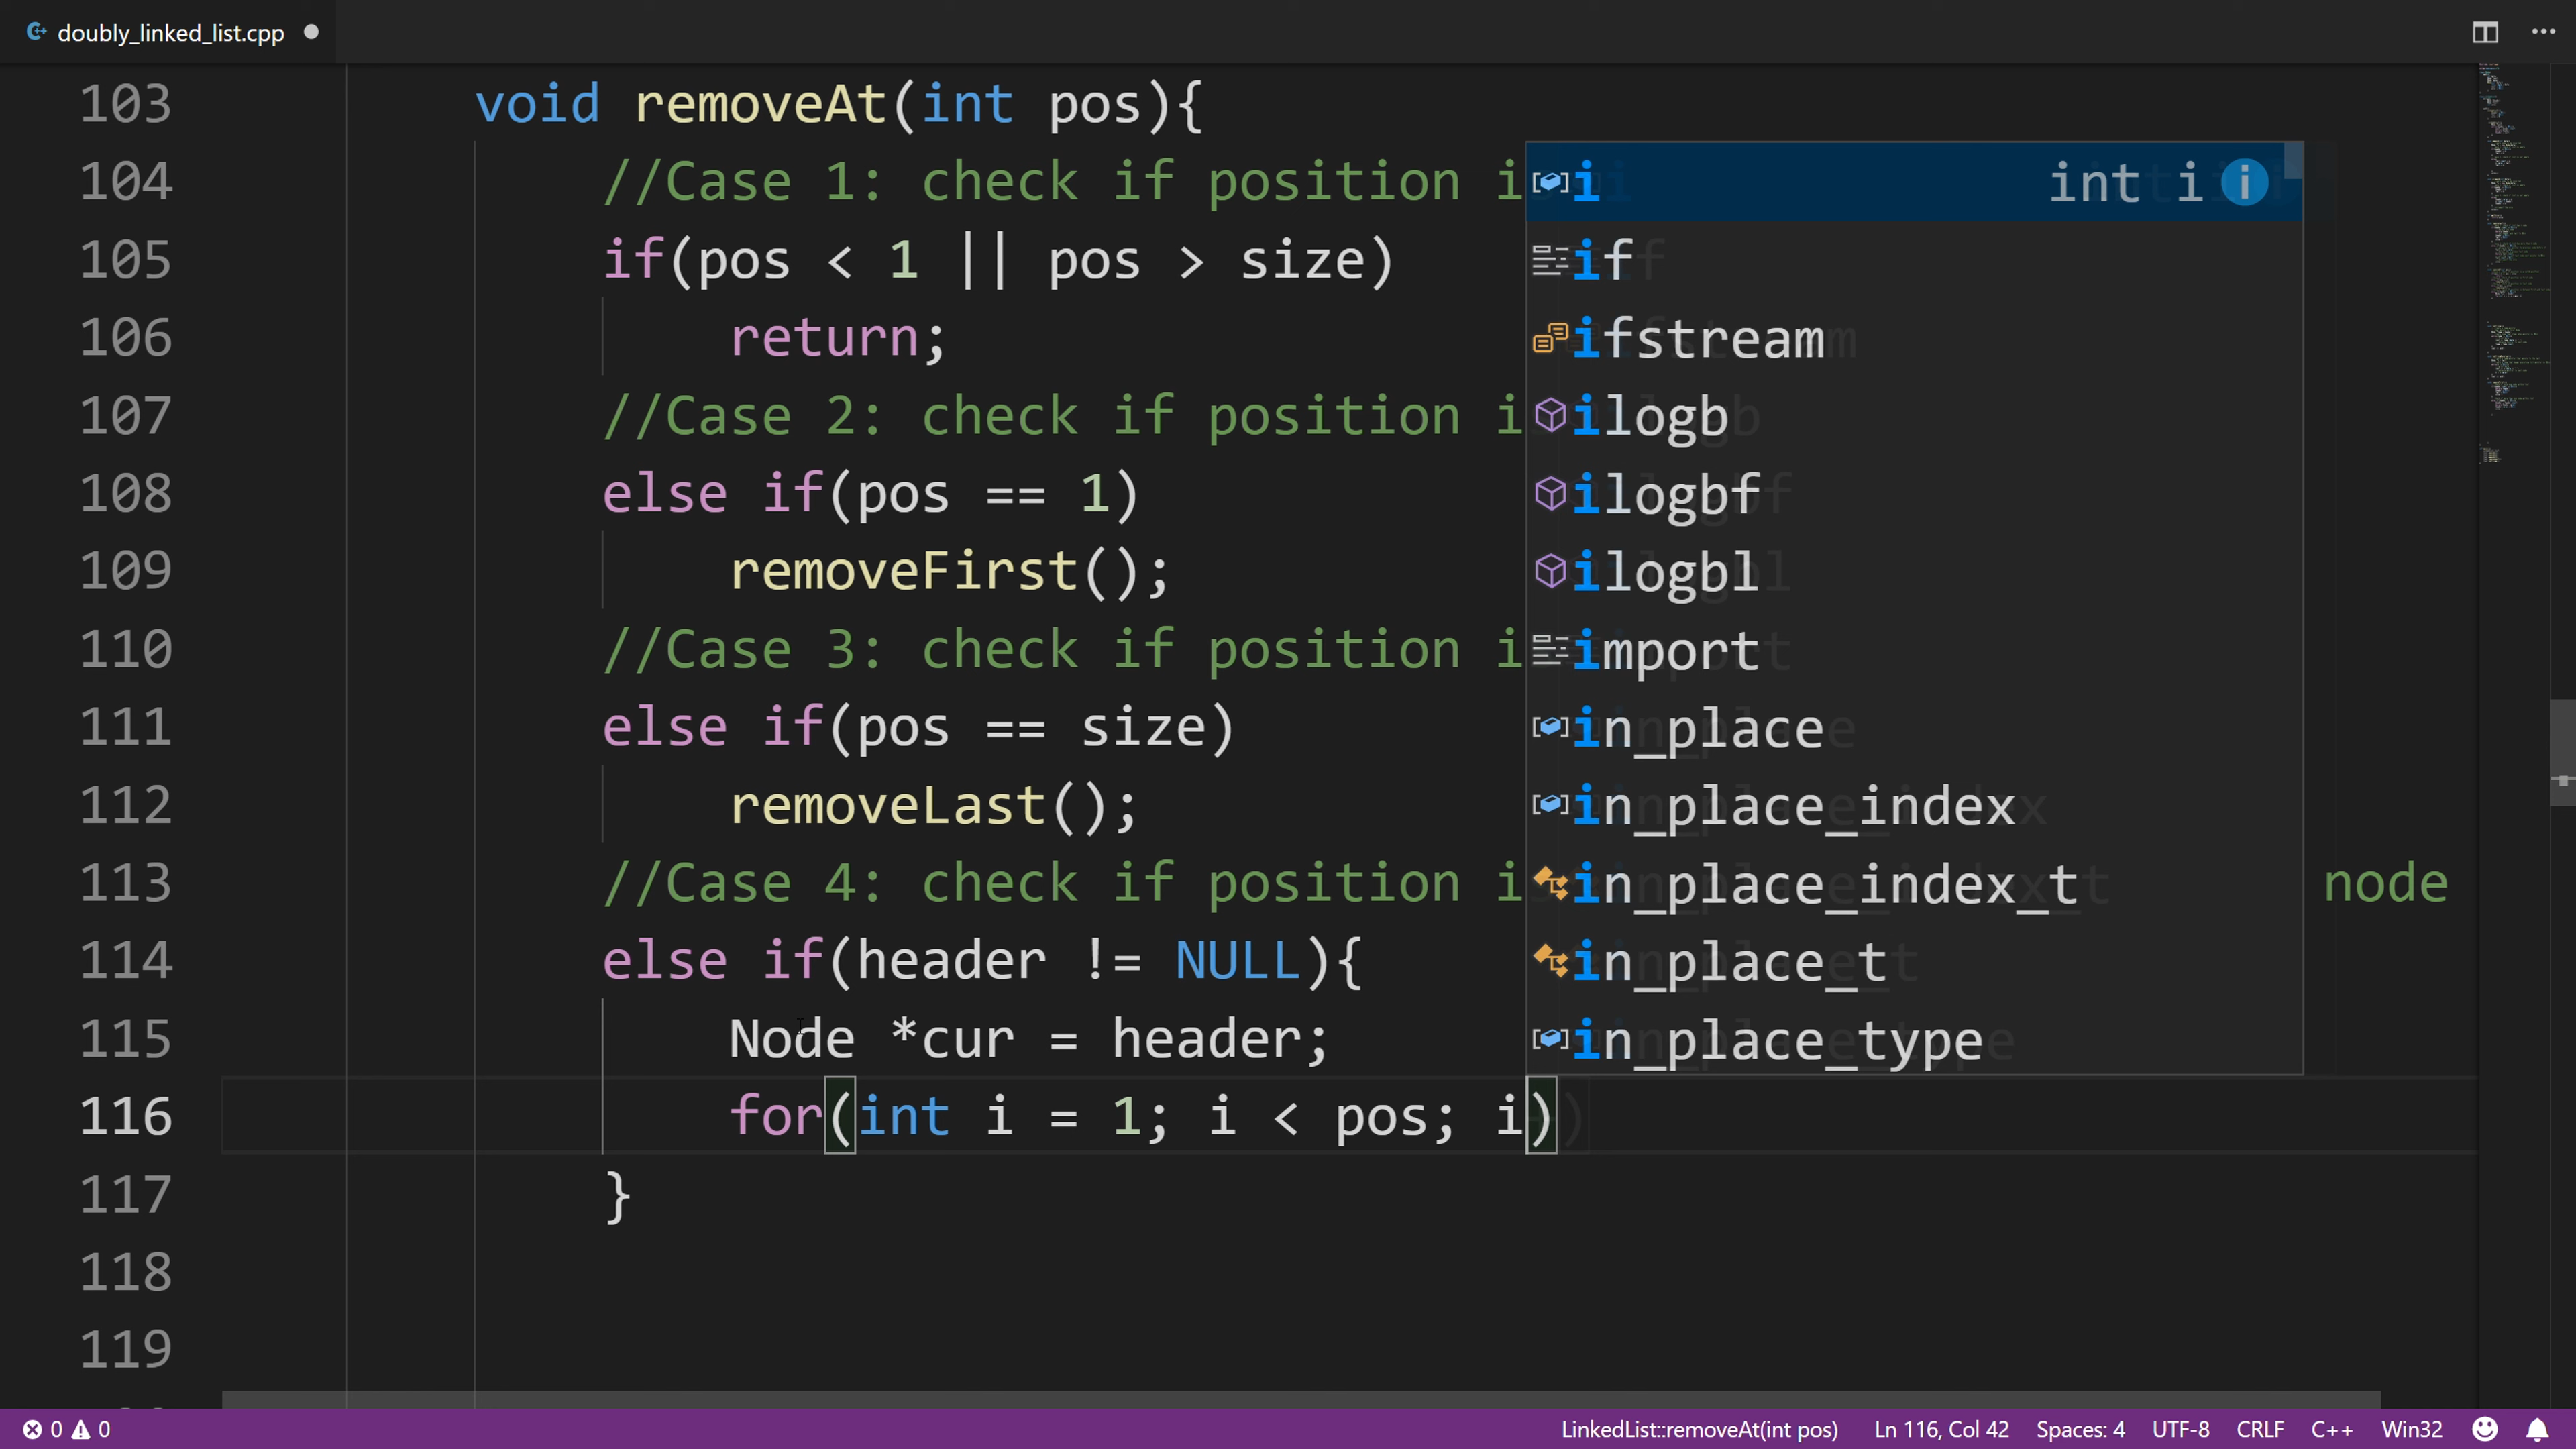 doubly_linked_list.cpp
103 void removeAt(int pos){
104 //Case 1: check if position i
105 if(pos < 1 || pos > size)
106 return;
107 //Case 2: check if position i
108 else if(pos == 1)
109 removeFirst();
110 //Case 3: check if position i
111 else if(pos == size)
112 removeLast();
113 //Case 4: check if position i node
114 else if(header != NULL){
115 Node *cur = header;
116 for(int i = 1; i < pos; i)
117 }
118
119
i int i
if
ifstream
ilogb
ilogbf
ilogbl
import
in_place
in_place_index
in_place_index_t
in_place_t
in_place_type
0 0 LinkedList::removeAt(int pos) Ln 116, Col 42 Spaces: 4 UTF-8 CRLF C++ Win32